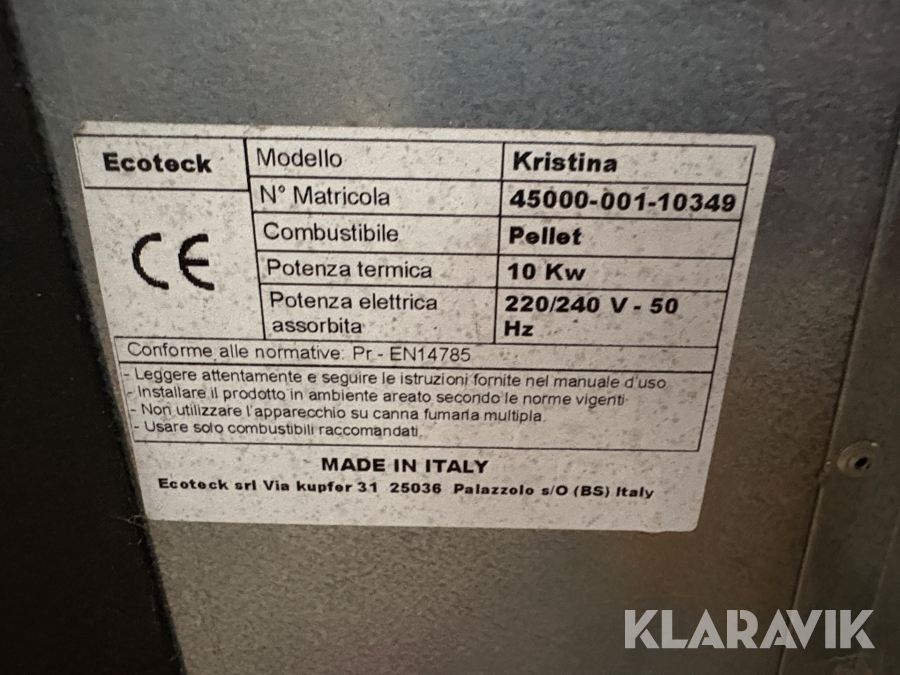 Ecoteck
Modello Kristina
N° Matricola 45000-001-10349
CE
Combustibile Pellet
Potenza termica 10 Kw
Potenza elettrica assorbita 220/240 V - 50 Hz
Conforme alle normative: Pr - EN14785
- Leggere attentamente e seguire le istruzioni fornite nel manuale d'uso
- Installare il prodotto in ambiente areato secondo le norme vigenti
- Non utilizzare l'apparecchio su canna fumaria multipla.
- Usare solo combustibili raccomandati
MADE IN ITALY
Ecoteck srl Via kupfer 31 25036 Palazzolo s/O (BS) Italy
KLARAVIK